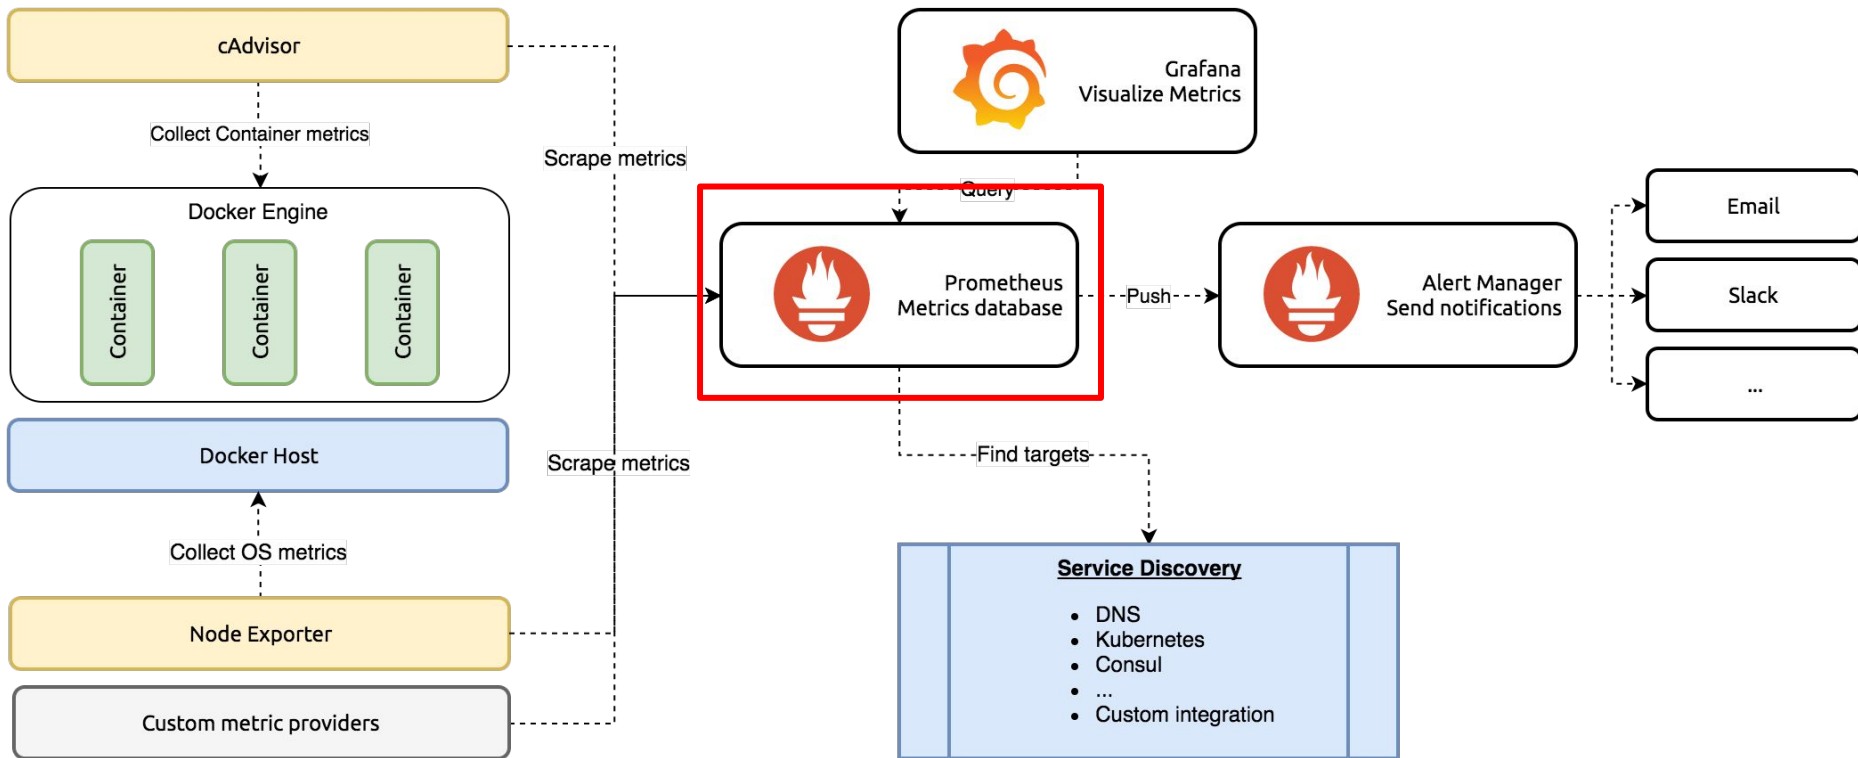 cAdvisor
Collect Container metrics
Docker Engine
Container
Container
Container
Docker Host
Collect OS metrics
Node Exporter
Custom metric providers
Scrape metrics
Scrape metrics
Grafana
Visualize Metrics
Query
Prometheus
Metrics database
Push
Alert Manager
Send notifications
Email
Slack
...
Find targets
Service Discovery
• DNS
• Kubernetes
• Consul
• ...
• Custom integration